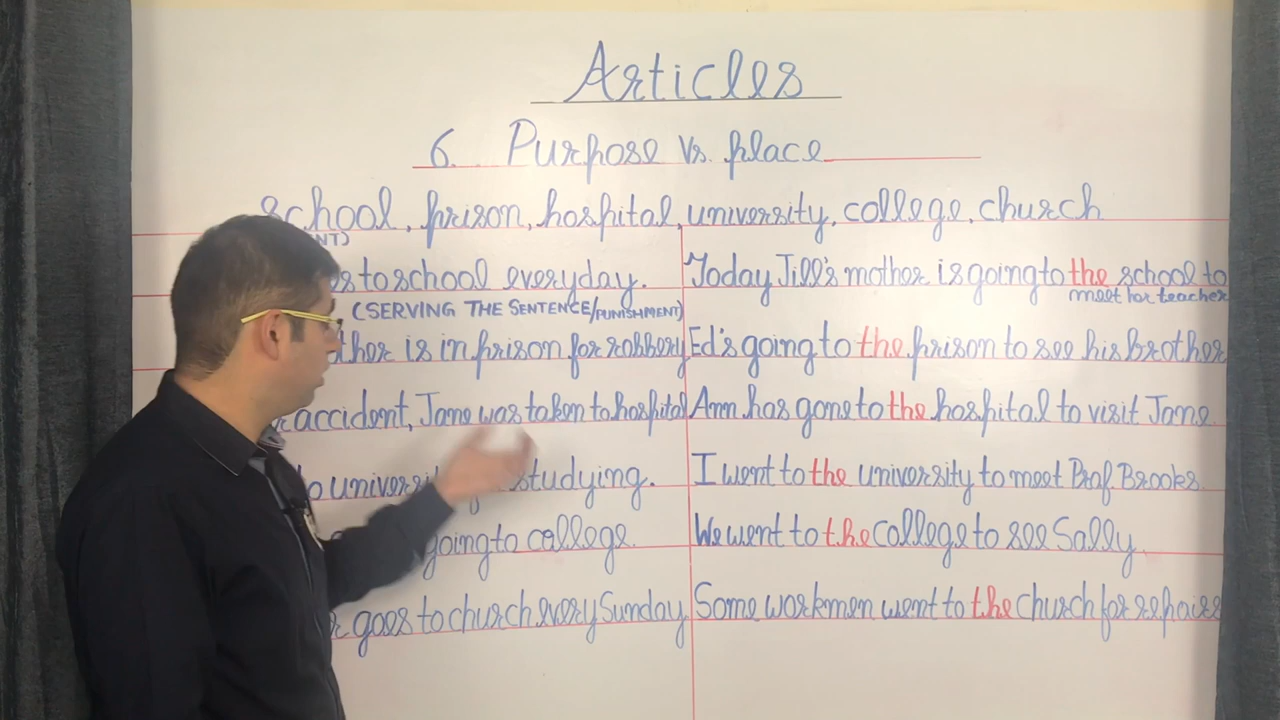 Articles
6. Purpose Vs. place
school, prison, hospital, university, college, church
to school everyday.
(SERVING THE SENTENCE/PUNISHMENT)
is in prison for robbery
accident, Jane was taken to hospital
studying.
going to college.
goes to church every Sunday
Today Jill's mother is going to the school to
meet her teacher
Ed's going to the prison to see his brother
Ann has gone to the hospital to visit Jane.
I went to the university to meet Prof. Brooks.
We went to the college to see Sally.
Some workmen went to the church for repairs